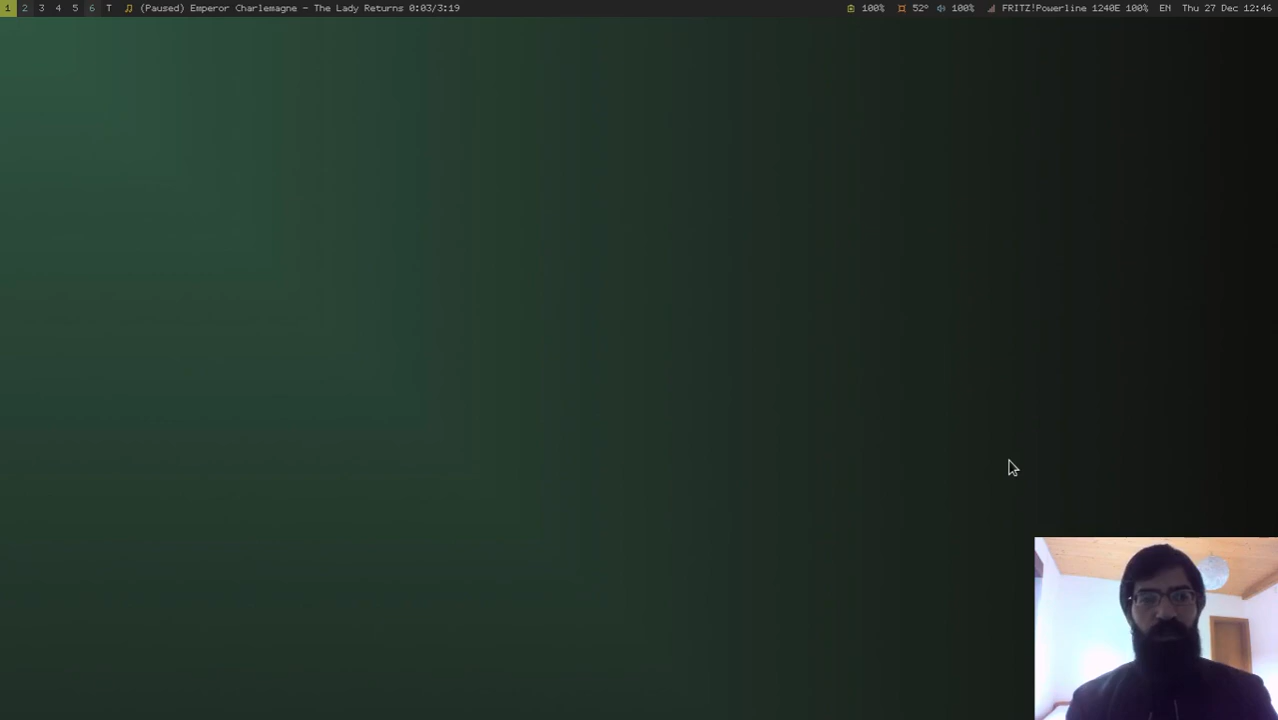 1 2 3 4 5 6 T ♫ (Paused) Emperor Charlemagne - The Lady Returns 0:03/3:19 100% 52° 100% FRITZ!Powerline 1240E 100% EN Thu 27 Dec 12:46